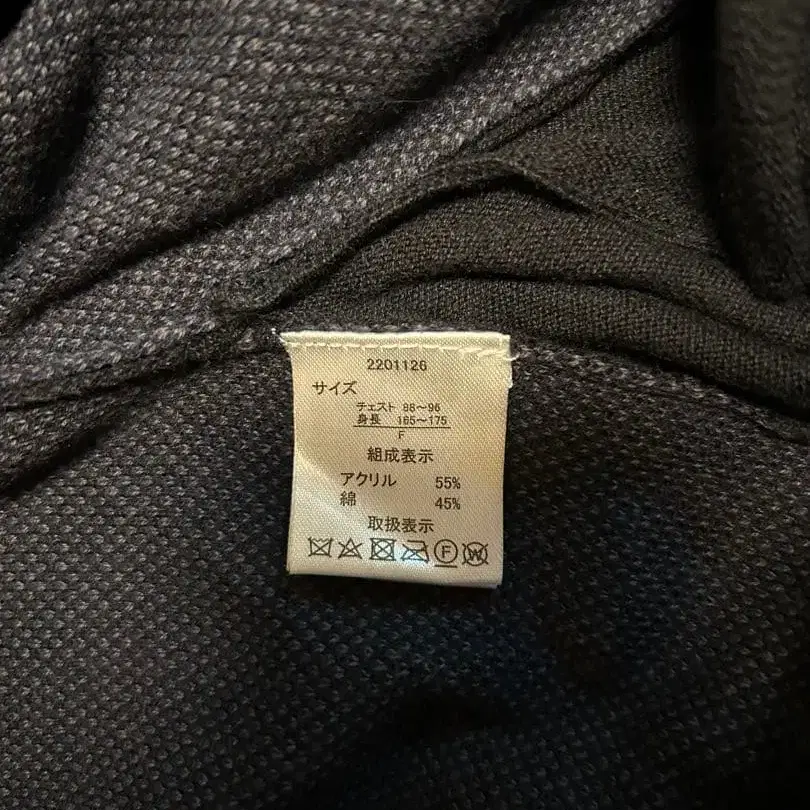 2201126
サイズ
チェスト 88～96
身長 165～175
F
組成表示
アクリル 55%
綿 45%
取扱表示
F W